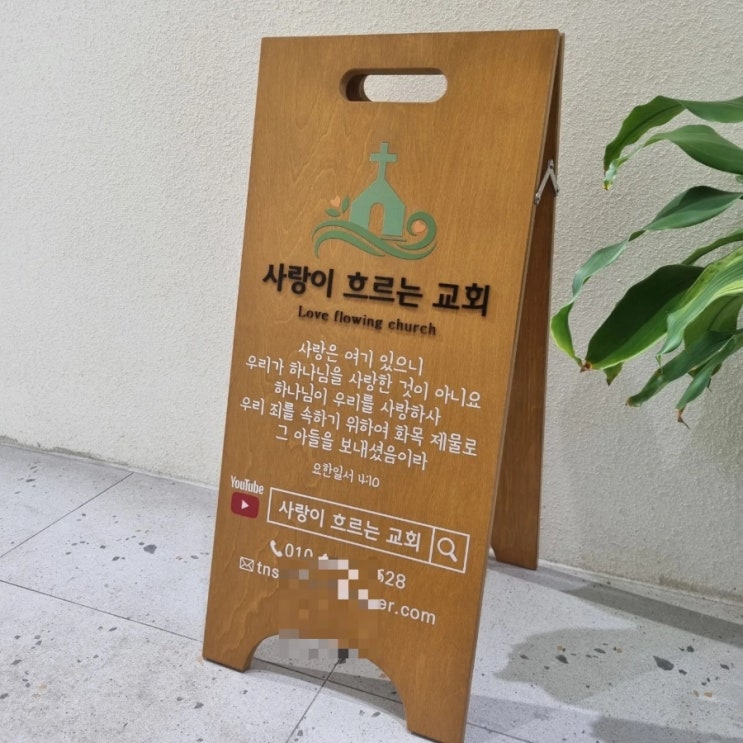 사랑이 흐르는 교회
Love flowing church
사랑은 여기 있으니
우리가 하나님을 사랑한 것이 아니요
하나님이 우리를 사랑하사
우리 죄를 속하기 위하여 화목 제물로
그 아들을 보내셨음이라
요한일서 4:10
YouTube
사랑이 흐르는 교회